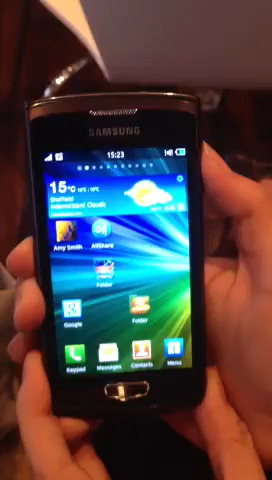 SAMSUNG
15:23
15°C
Sheffield
Intermittent Clouds
Amy Smith
AllShare
Folder
Google
Folder
Keypad
Messages
Contacts
Menu